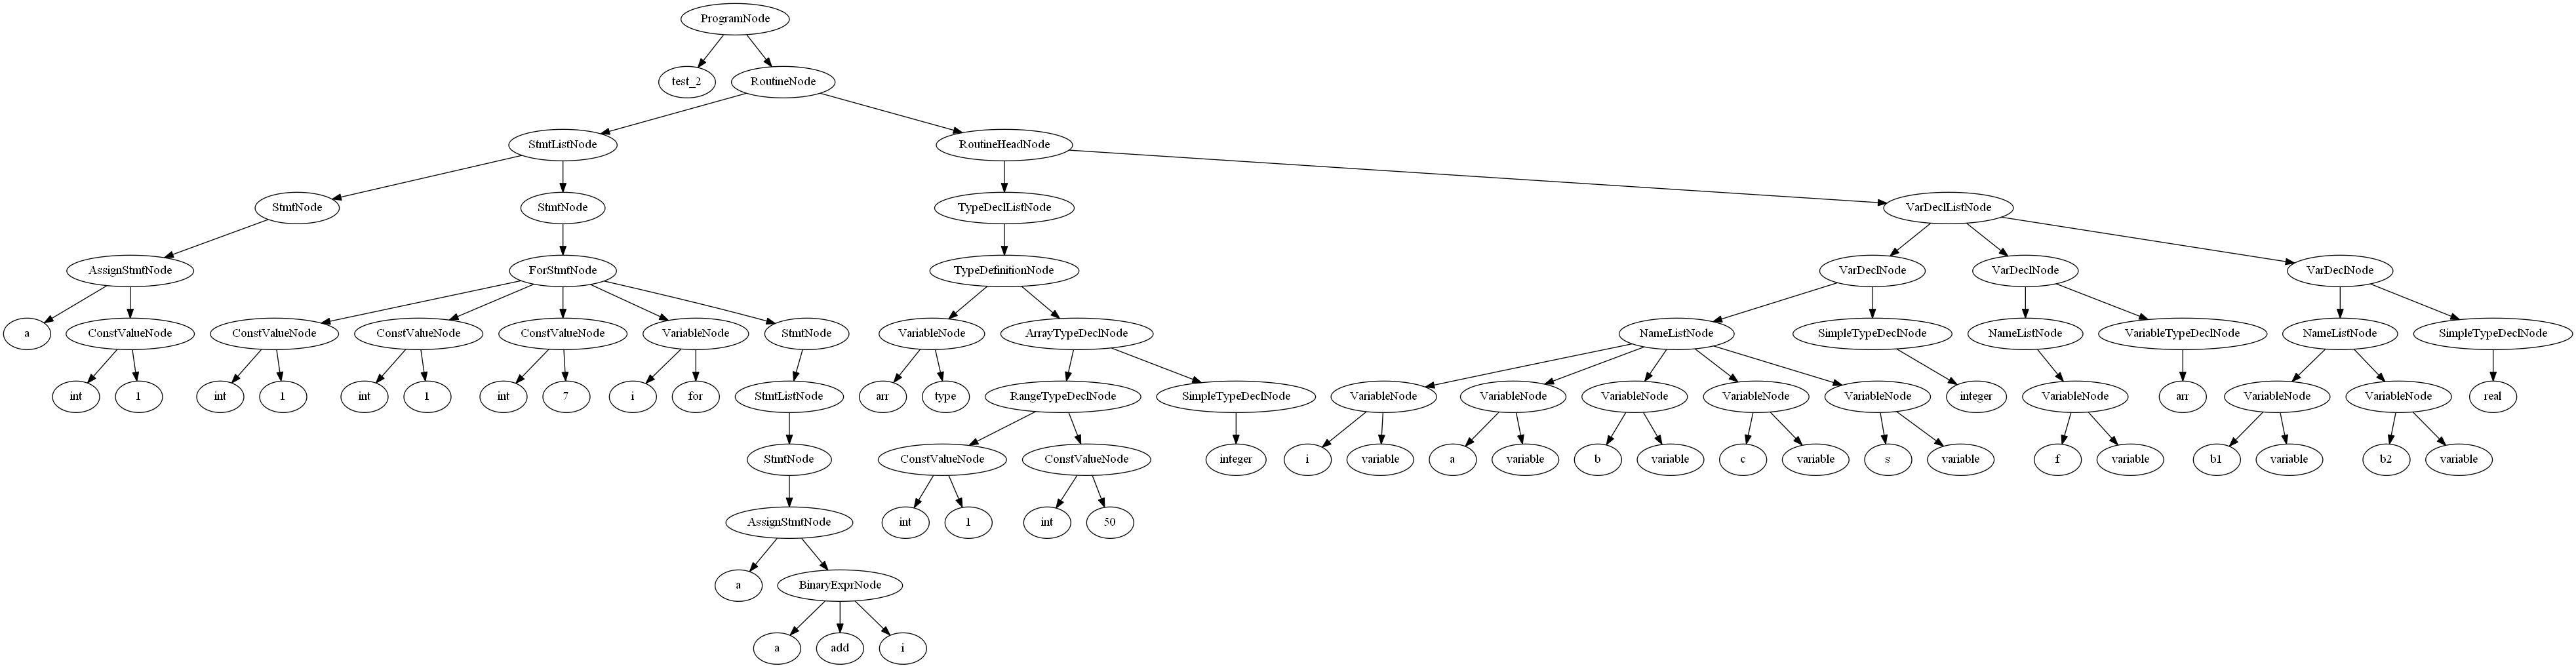 ProgramNode
test_2 RoutineNode
StmtListNode RoutineHeadNode
StmtNode StmtNode TypeDeclListNode VarDeclListNode
AssignStmtNode ForStmtNode TypeDefinitionNode VarDeclNode VarDeclNode VarDeclNode
a ConstValueNode ConstValueNode ConstValueNode ConstValueNode VariableNode StmtNode VariableNode ArrayTypeDeclNode NameListNode SimpleTypeDeclNode NameListNode VariableTypeDeclNode NameListNode SimpleTypeDeclNode
int 1 int 1 int 1 int 7 i for StmtListNode arr type RangeTypeDeclNode SimpleTypeDeclNode VariableNode VariableNode VariableNode VariableNode VariableNode integer VariableNode arr VariableNode VariableNode real
StmtNode ConstValueNode ConstValueNode integer i variable a variable b variable c variable s variable f variable b1 variable b2 variable
AssignStmtNode int 1 int 50
a BinaryExprNode
a add i